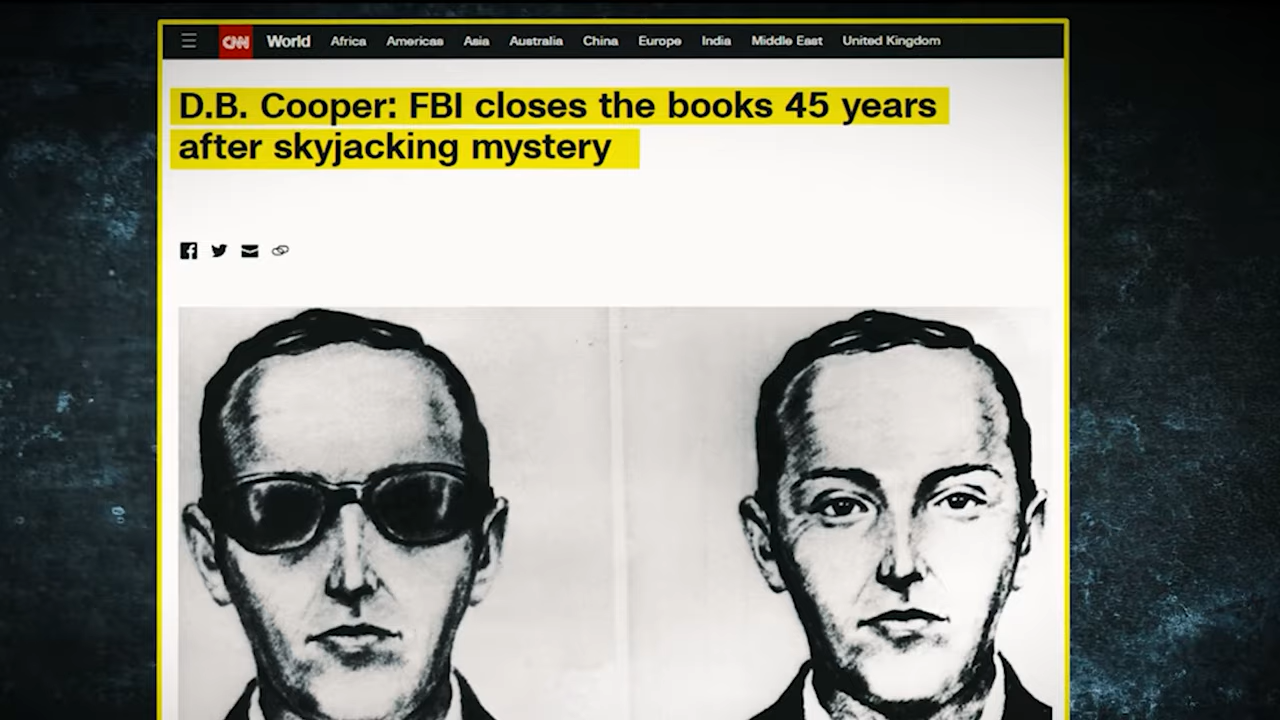 CNN World Africa Americas Asia Australia China Europe India Middle East United Kingdom
D.B. Cooper: FBI closes the books 45 years
after skyjacking mystery